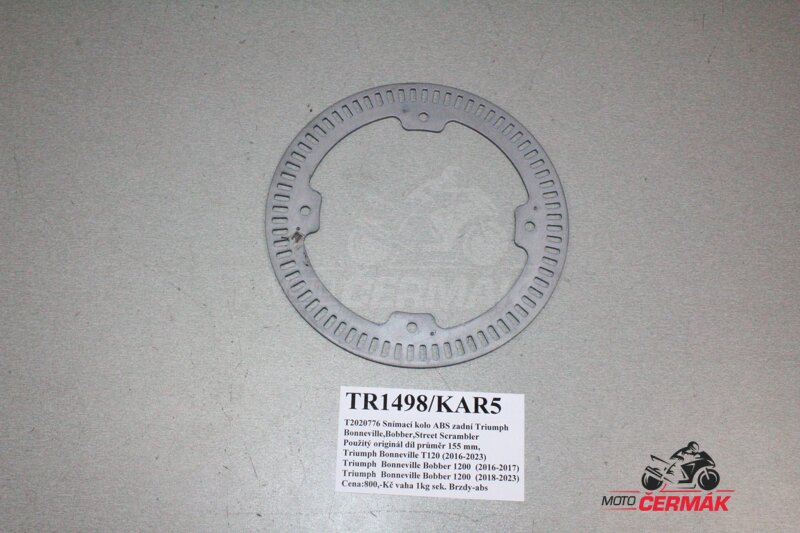 ČERMÁK
TR1498/KAR5
T2020776 Snímací kolo ABS zadní Triumph
Bonneville,Bobber,Street Scrambler
Použitý originál díl průměr 155 mm,
Triumph Bonneville T120 (2016-2023)
Triumph Bonneville Bobber 1200 (2016-2017)
Triumph Bonneville Bobber 1200 (2018-2023)
Cena:800,-Kč vaha 1kg sek. Brzdy-abs
MOTO
ČERMÁK